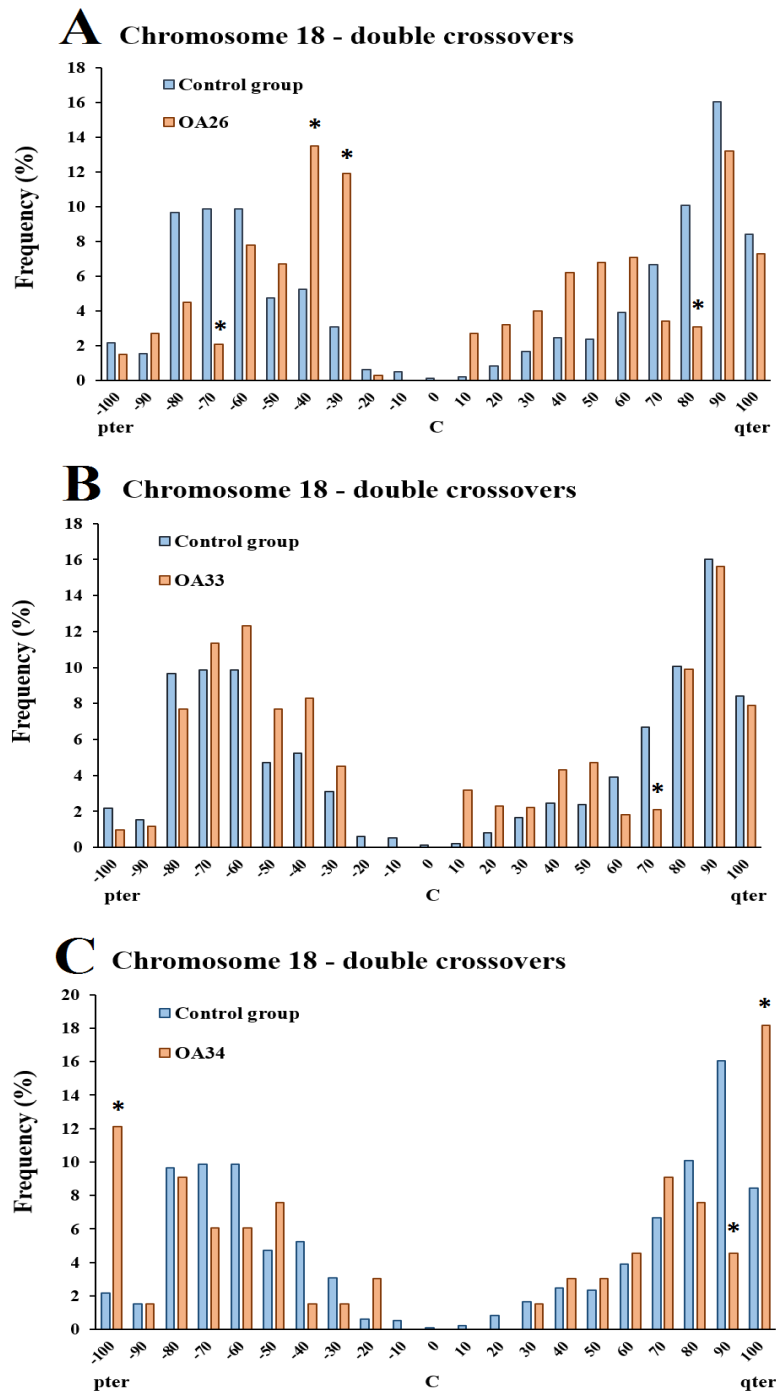 A Chromosome 18 - double crossovers
Frequency (%)
18
16
14
12
10
8
6
4
2
0
Control group
OA26
* * * *
-100 -90 -80 -70 -60 -50 -40 -30 -20 -10 0 10 20 30 40 50 60 70 80 90 100
pter C qter
B Chromosome 18 - double crossovers
Frequency (%)
18
16
14
12
10
8
6
4
2
0
Control group
OA33
*
-100 -90 -80 -70 -60 -50 -40 -30 -20 -10 0 10 20 30 40 50 60 70 80 90 100
pter C qter
C Chromosome 18 - double crossovers
Frequency (%)
20
18
16
14
12
10
8
6
4
2
0
Control group
OA34
* * *
-100 -90 -80 -70 -60 -50 -40 -30 -20 -10 0 10 20 30 40 50 60 70 80 90 100
pter C qter